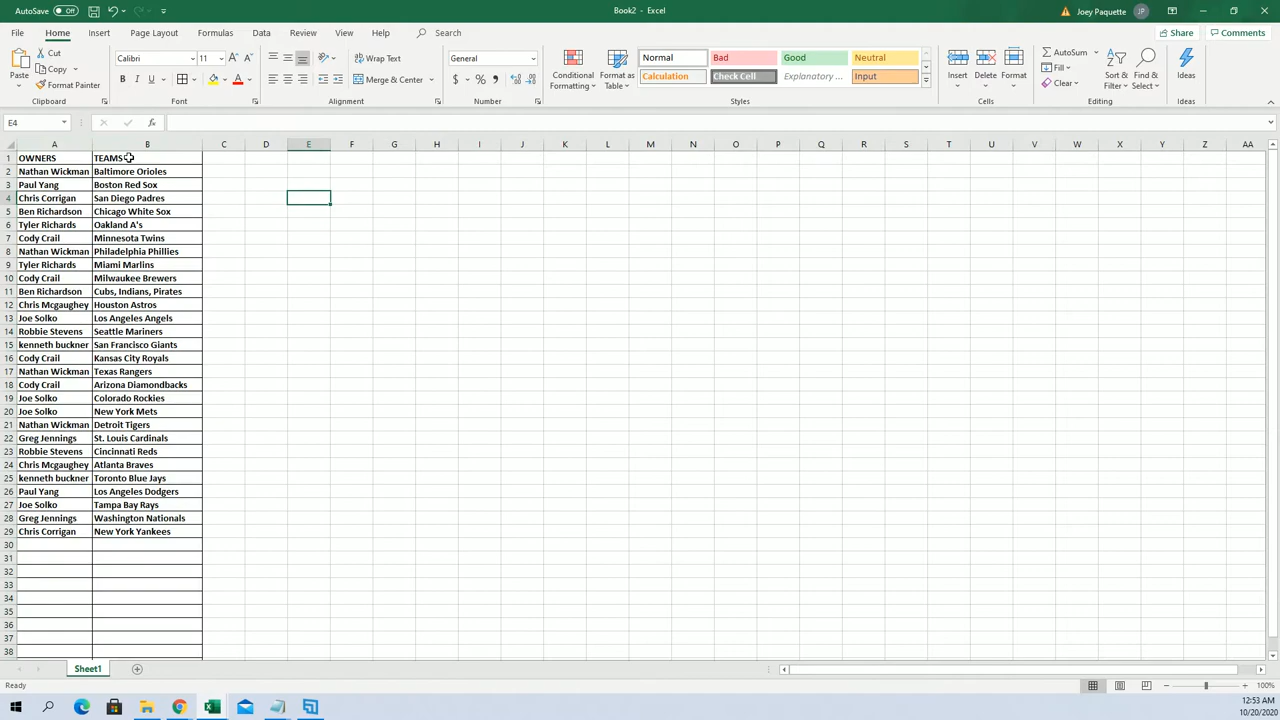 AutoSave Off Book2 - Excel Joey Paquette JP
File Home Insert Page Layout Formulas Data Review View Help Search Share Comments
Paste Cut Copy Format Painter Clipboard
Calibri 11 B I U A A Font
Wrap Text Merge & Center Alignment
General $ % , Number
Conditional Formatting Format as Table
Normal Bad Good Neutral
Calculation Check Cell Explanatory ... Input
Styles
Insert Delete Format Cells
AutoSum Fill Clear Sort & Filter Find & Select Editing
Ideas Ideas
E4 fx
A B C D E F G H I J K L M N O P Q R S T U V W X Y Z AA
1 OWNERS TEAMS
2 Nathan Wickman Baltimore Orioles
3 Paul Yang Boston Red Sox
4 Chris Corrigan San Diego Padres
5 Ben Richardson Chicago White Sox
6 Tyler Richards Oakland A's
7 Cody Crail Minnesota Twins
8 Nathan Wickman Philadelphia Phillies
9 Tyler Richards Miami Marlins
10 Cody Crail Milwaukee Brewers
11 Ben Richardson Cubs, Indians, Pirates
12 Chris Mcgaughey Houston Astros
13 Joe Solko Los Angeles Angels
14 Robbie Stevens Seattle Mariners
15 kenneth buckner San Francisco Giants
16 Cody Crail Kansas City Royals
17 Nathan Wickman Texas Rangers
18 Cody Crail Arizona Diamondbacks
19 Joe Solko Colorado Rockies
20 Joe Solko New York Mets
21 Nathan Wickman Detroit Tigers
22 Greg Jennings St. Louis Cardinals
23 Robbie Stevens Cincinnati Reds
24 Chris Mcgaughey Atlanta Braves
25 kenneth buckner Toronto Blue Jays
26 Paul Yang Los Angeles Dodgers
27 Joe Solko Tampa Bay Rays
28 Greg Jennings Washington Nationals
29 Chris Corrigan New York Yankees
30
31
32
33
34
35
36
37
38
Sheet1
Ready 100%
12:53 AM
10/20/2020